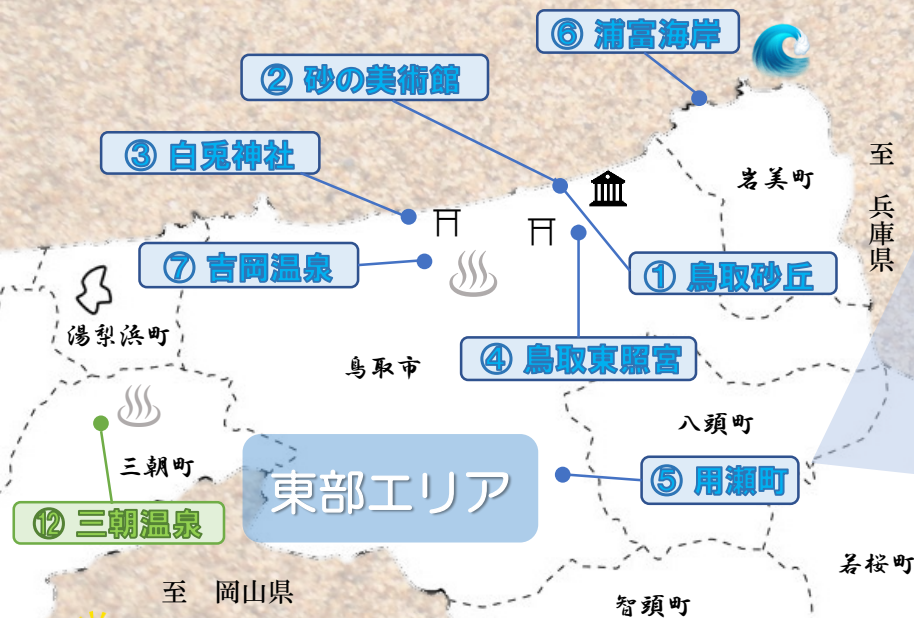 ⑥ 浦富海岸
② 砂の美術館
③ 白兎神社
至 兵庫県
岩美町
⑦ 吉岡温泉
① 鳥取砂丘
湯梨浜町
鳥取市
④ 鳥取東照宮
八頭町
三朝町
東部エリア
⑤ 用瀬町
⑫ 三朝温泉
若桜町
至 岡山県
智頭町